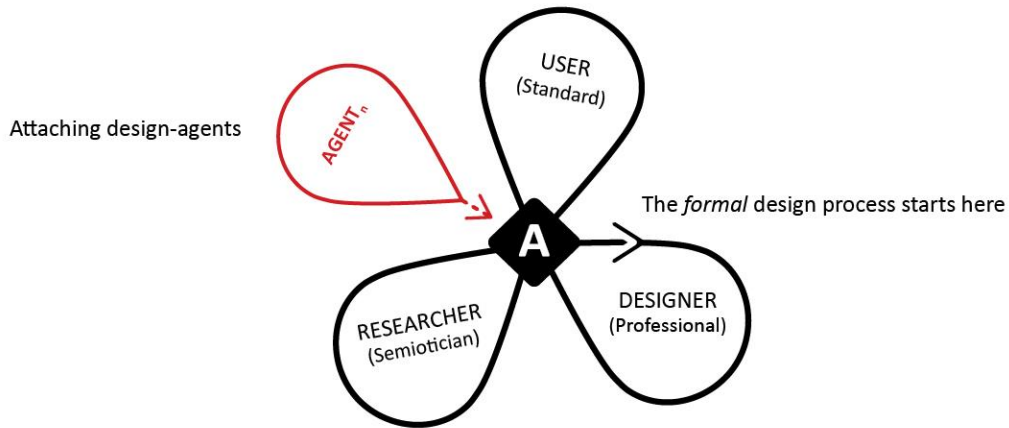 USER
(Standard)
AGENTn
Attaching design-agents
The formal design process starts here
A
DESIGNER
(Professional)
RESEARCHER
(Semiotician)